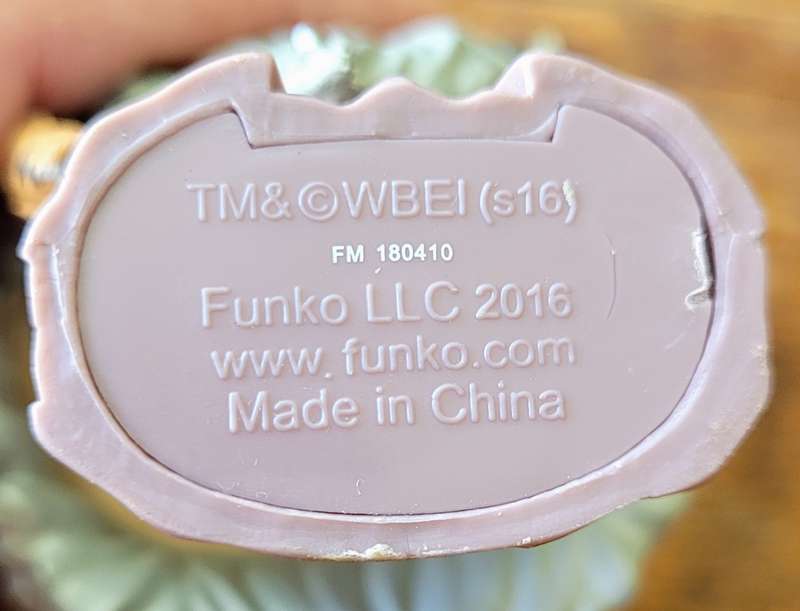 TM&©WBEI (s16)
FM 180410
Funko LLC 2016
www.funko.com
Made in China